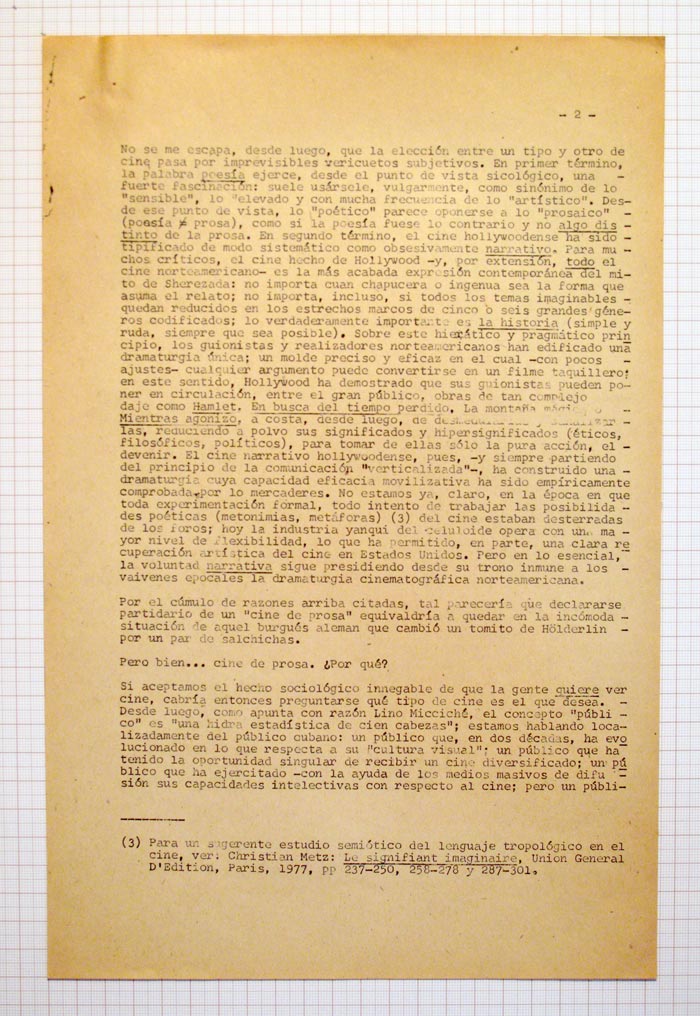 - 2 -
No se me escapa, desde luego, que la elección entre un tipo y otro de
cine pasa por imprevisibles vericuetos subjetivos. En primer término,
la palabra poesía ejerce, desde el punto de vista sicológico, una -
fuerte fascinación: suele usársele, vulgarmente, como sinónimo de lo
"sensible", lo "elevado y con mucha frecuencia de lo "artístico". Des-
de ese punto de vista, lo "poético" parece oponerse a lo "prosaico" -
(poesía ≠ prosa), como si la poesía fuese lo contrario y no algo dis
tinto de la prosa. En segundo término, el cine hollywoodense ha sido -
tipificado de modo sistemático como obsesivamente narrativo. Para mu-
chos críticos, el cine hecho de Hollywood -y, por extensión, todo el
cine norteamericano- es la más acabada expresión contemporánea del mi-
to de Sherezada: no importa cuan chapucera o ingenua sea la forma que
asuma el relato; no importa, incluso, si todos los temas imaginables -
quedan reducidos en los estrechos marcos de cinco o seis grandes géne-
ros codificados; lo verdaderamente importante es la historia (simple y
ruda, siempre que sea posible). Sobre este hierático y pragmático prin
cipio, los guionistas y realizadores norteamericanos han edificado una
dramaturgia única; un molde preciso y eficaz en el cual -con pocos -
ajustes- cualquier argumento puede convertirse en un filme taquillero;
en este sentido, Hollywood ha demostrado que sus guionistas pueden po-
ner en circulación, entre el gran público, obras de tan complejo
daje como Hamlet, En busca del tiempo perdido, La montaña o
Mientras agonizo, a costa, desde luego, de
las, reduciendo a polvo sus significados y hipersignificados (éticos,
filosóficos, políticos), para tomar de ellas sólo la pura acción, el -
devenir. El cine narrativo hollywoodense, pues, -y siempre partiendo
del principio de la comunicación "verticalizada"-, ha construido una -
dramaturgia cuya capacidad eficacia movilizativa ha sido empíricamente
comprobada por lo mercaderes. No estamos ya, claro, en la época en que
toda experimentación formal, todo intento de trabajar las posibilida -
des poéticas (metonimias, metáforas) (3) del cine estaban desterradas
de los foros; hoy la industria yanqui del celuloide opera con una ma -
yor nivel de flexibilidad, lo que ha permitido, en parte, una clara re
cuperación artística del cine en Estados Unidos. Pero en lo esencial, -
la voluntad narrativa sigue presidiendo desde su trono inmune a los -
vaivenes epocales la dramaturgia cinematográfica norteamericana.
Por el cúmulo de razones arriba citadas, tal parecería que declararse
partidario de un "cine de prosa" equivaldría a quedar en la incómoda -
situación de aquel burgués aleman que cambió un tomito de Hölderlin -
por un par de salchichas.
Pero bien... cine de prosa. ¿Por qué?
Si aceptamos el hecho sociológico innegable de que la gente quiere ver
cine, cabría entonces preguntarse qué tipo de cine es el que desea. -
Desde luego, como apunta con razón Lino Miccichè, el concepto "públi -
co" es "una hidra estadística de cien cabezas"; estamos hablando loca-
lizadamente del público cubano: un público que, en dos décadas, ha evo
lucionado en lo que respecta a su "cultura visual"; un público que ha
tenido la oportunidad singular de recibir un cine diversificado; un pú
blico que ha ejercitado -con la ayuda de los medios masivos de difu -
sión sus capacidades intelectivas con respecto al cine; pero un públi-
(3) Para un sugerente estudio semiótico del lenguaje tropológico en el
cine, ver: Christian Metz: Le signifiant imaginaire, Union General
D'Edition, Paris, 1977, pp 237-250, 258-278 y 287-301.